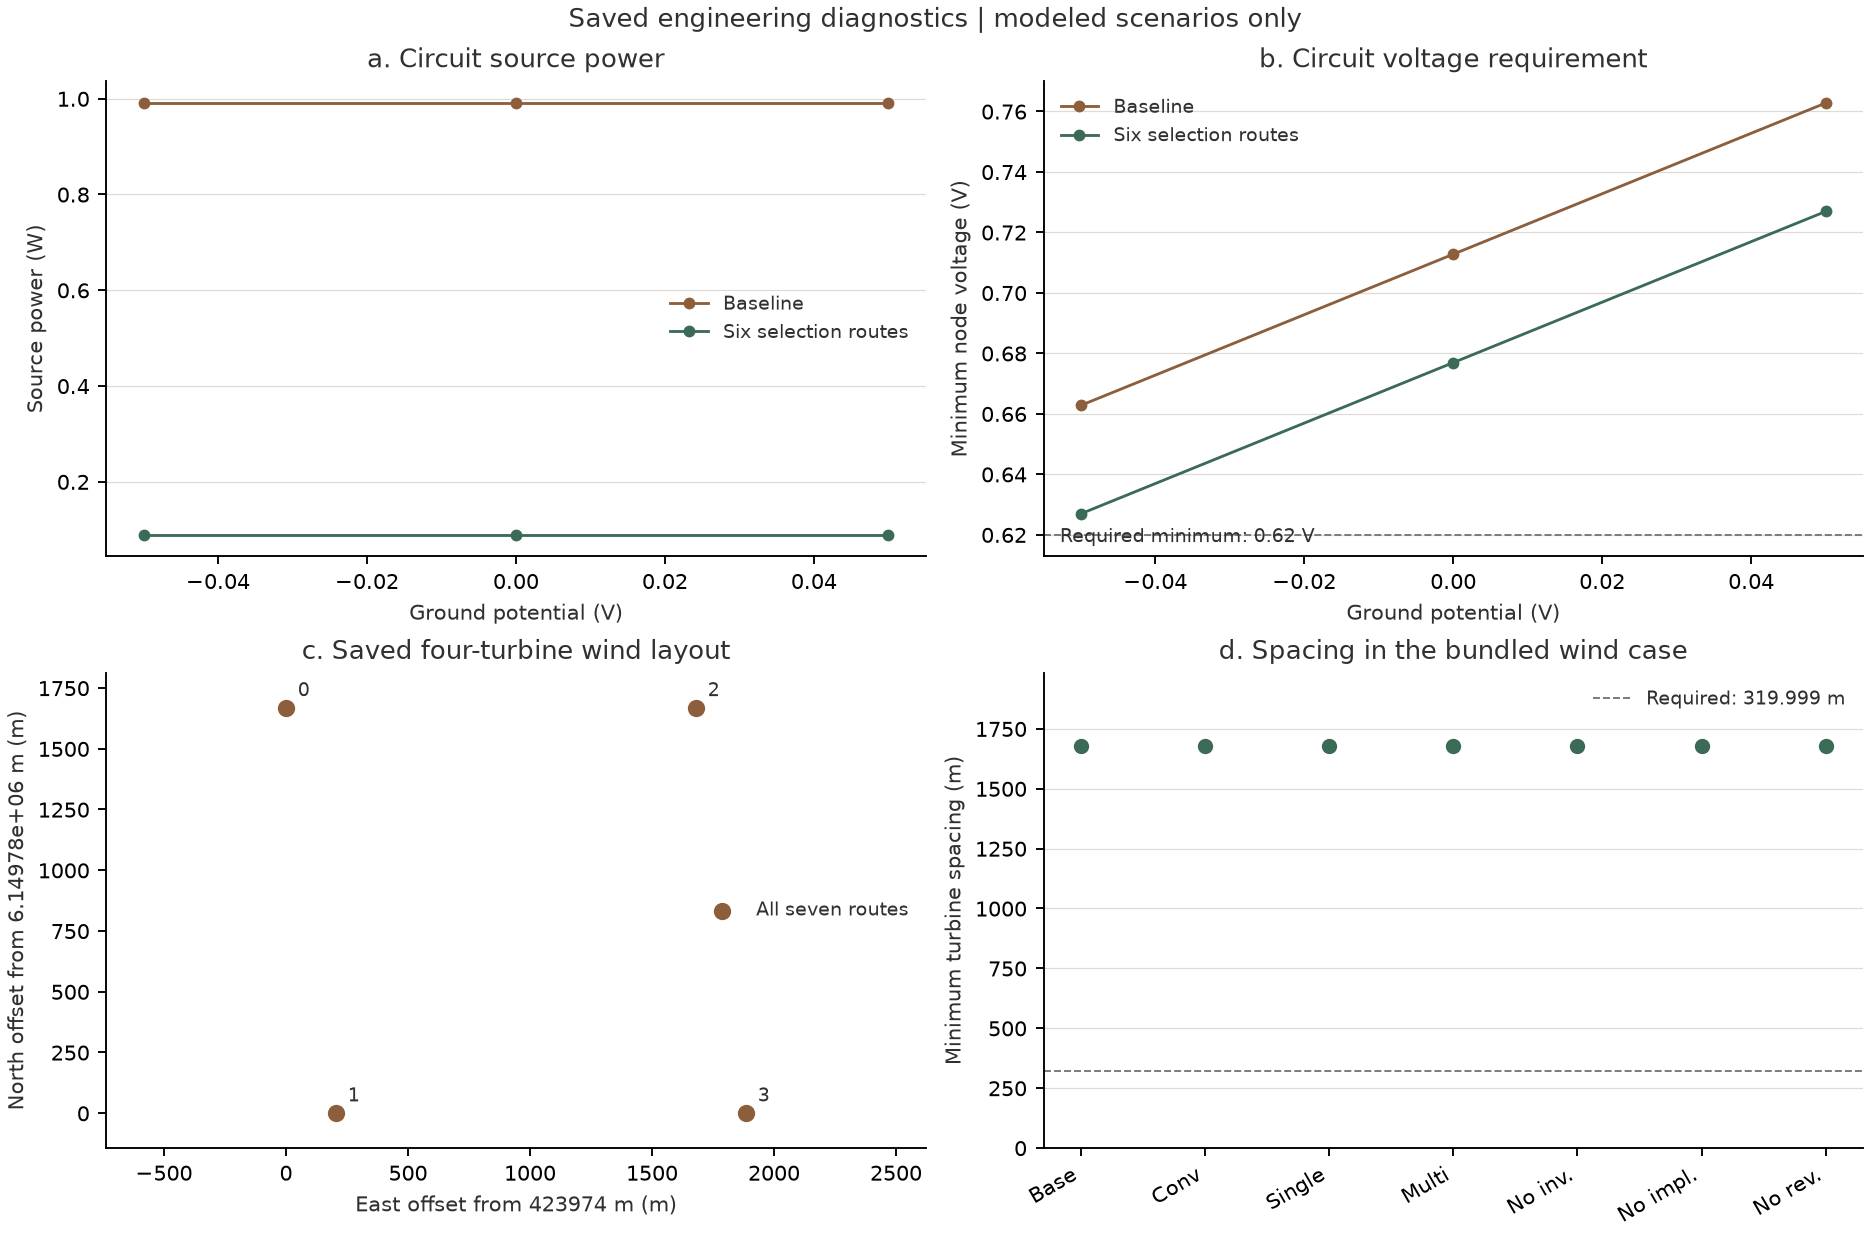 Saved engineering diagnostics | modeled scenarios only
a. Circuit source power
Source power (W)
1.0
0.8
0.6
0.4
0.2
Baseline
Six selection routes
−0.04
−0.02
0.00
0.02
0.04
Ground potential (V)
b. Circuit voltage requirement
Minimum node voltage (V)
0.76
0.74
0.72
0.70
0.68
0.66
0.64
0.62
Baseline
Six selection routes
Required minimum: 0.62 V
−0.04
−0.02
0.00
0.02
0.04
Ground potential (V)
c. Saved four-turbine wind layout
North offset from 6.14978e+06 m (m)
1750
1500
1250
1000
750
500
250
0
0
2
All seven routes
1
3
−500
0
500
1000
1500
2000
2500
East offset from 423974 m (m)
d. Spacing in the bundled wind case
Minimum turbine spacing (m)
Required: 319.999 m
1750
1500
1250
1000
750
500
250
0
Base
Conv
Single
Multi
No inv.
No impl.
No rev.